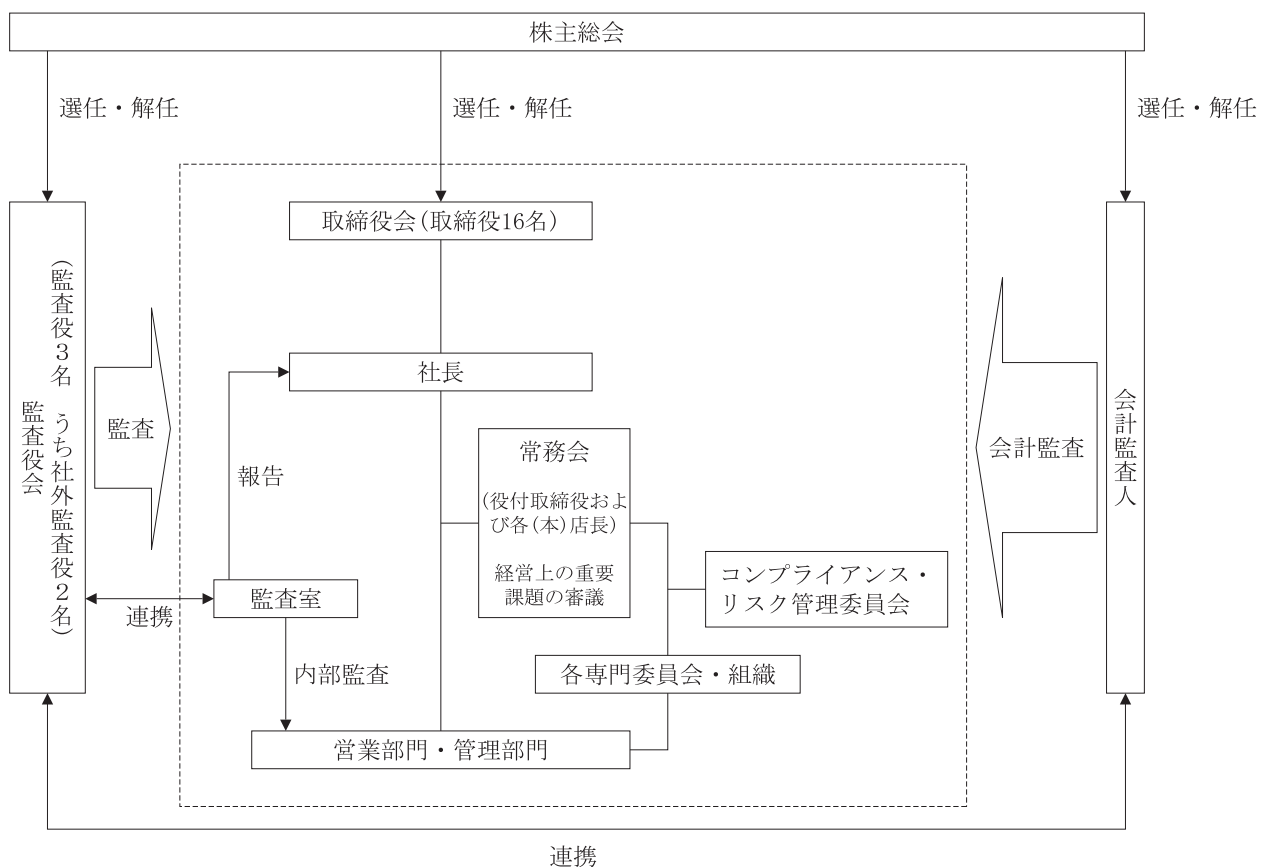 株主総会
選任・解任
選任・解任
選任・解任
取締役会(取締役16名)
監査役会
(監査役3名 うち社外監査役2名)
監査
社長
報告
常務会
(役付取締役およ
び各(本)店長)
経営上の重要
課題の審議
会計監査
会計監査人
監査室
連携
コンプライアンス・
リスク管理委員会
内部監査
各専門委員会・組織
営業部門・管理部門
連携